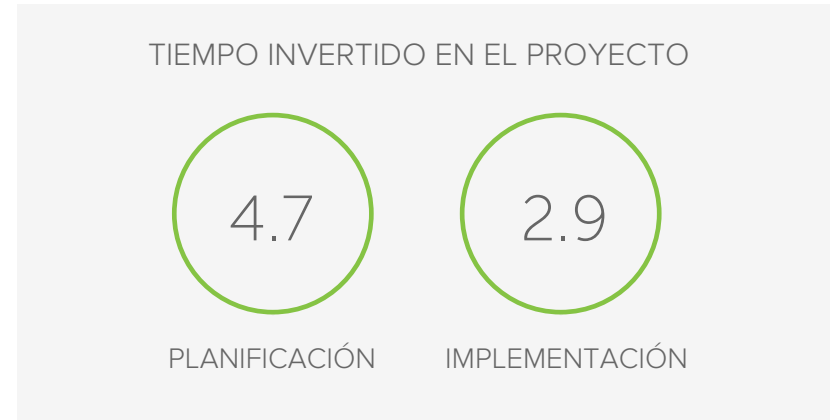 TIEMPO INVERTIDO EN EL PROYECTO
4.7 2.9
PLANIFICACIÓN IMPLEMENTACIÓN